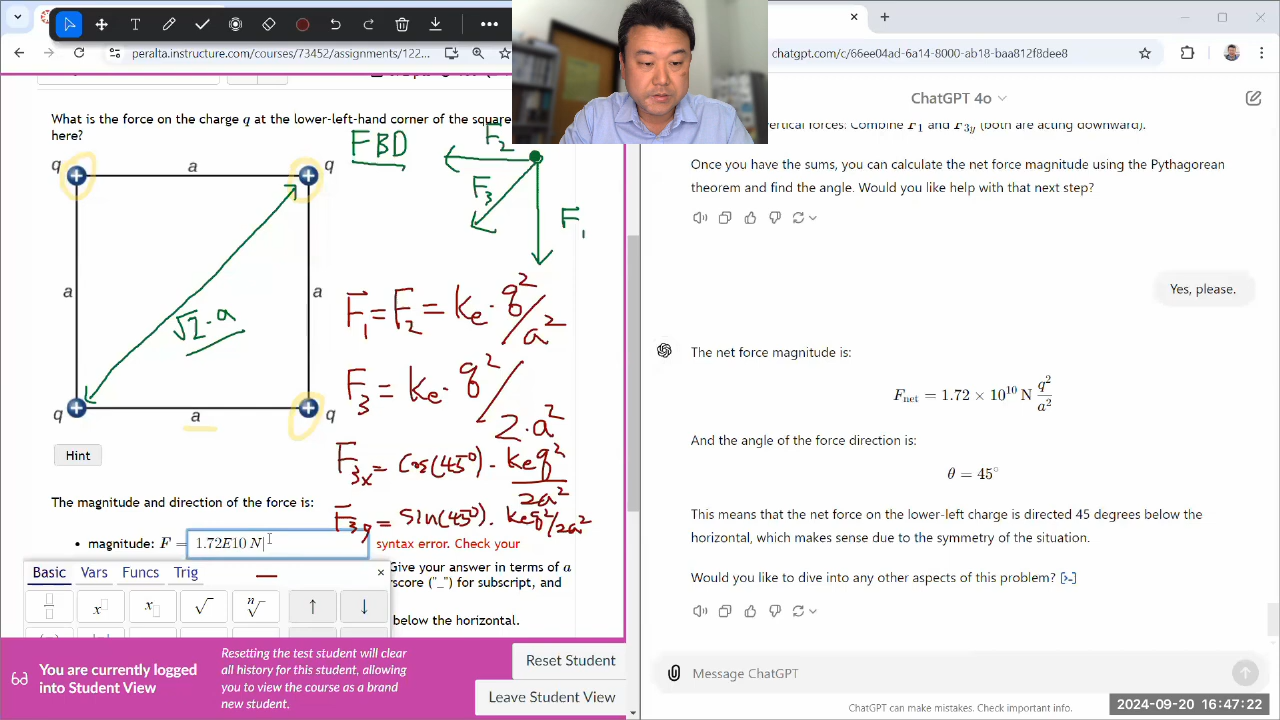 peralta.instructure.com/courses/73452/assignments/122...
chatgpt.com/c/66ee04ad-6a14-8000-ab18-baa812f8dee8
ChatGPT 4o
What is the force on the charge q at the lower-left-hand corner of the square
here?
FBD
F₂
F₃
F₁
q
a
q
a
a
√2·a
q
a
q
F₁ = F₂ = kₑ · q²/a²
F₃ = kₑ · q²/2·a²
F₃ₓ = cos(45°) · kₑq²/2a²
F₃y = sin(45°) · kₑq²/2a²
Hint
The magnitude and direction of the force is:
• magnitude: F = 1.72E10 N
syntax error. Check your
Give your answer in terms of a
score ("_") for subscript, and
below the horizontal.
Basic Vars Funcs Trig ×
You are currently logged
into Student View
Resetting the test student will
clear all history for this student, allowing
you to view the course as a brand
new student.
Reset Student
Leave Student View
(both are acting downward).
Once you have the sums, you can calculate the net force magnitude using the Pythagorean
theorem and find the angle. Would you like help with that next step?
Yes, please.
The net force magnitude is:
F_net = 1.72 × 10¹⁰ N q²/a²
And the angle of the force direction is:
θ = 45°
This means that the net force on the lower-left charge is directed 45 degrees below the
horizontal, which makes sense due to the symmetry of the situation.
Would you like to dive into any other aspects of this problem? [>-]
Message ChatGPT
ChatGPT can make mistakes. Check important info.
2024-09-20 16:47:22